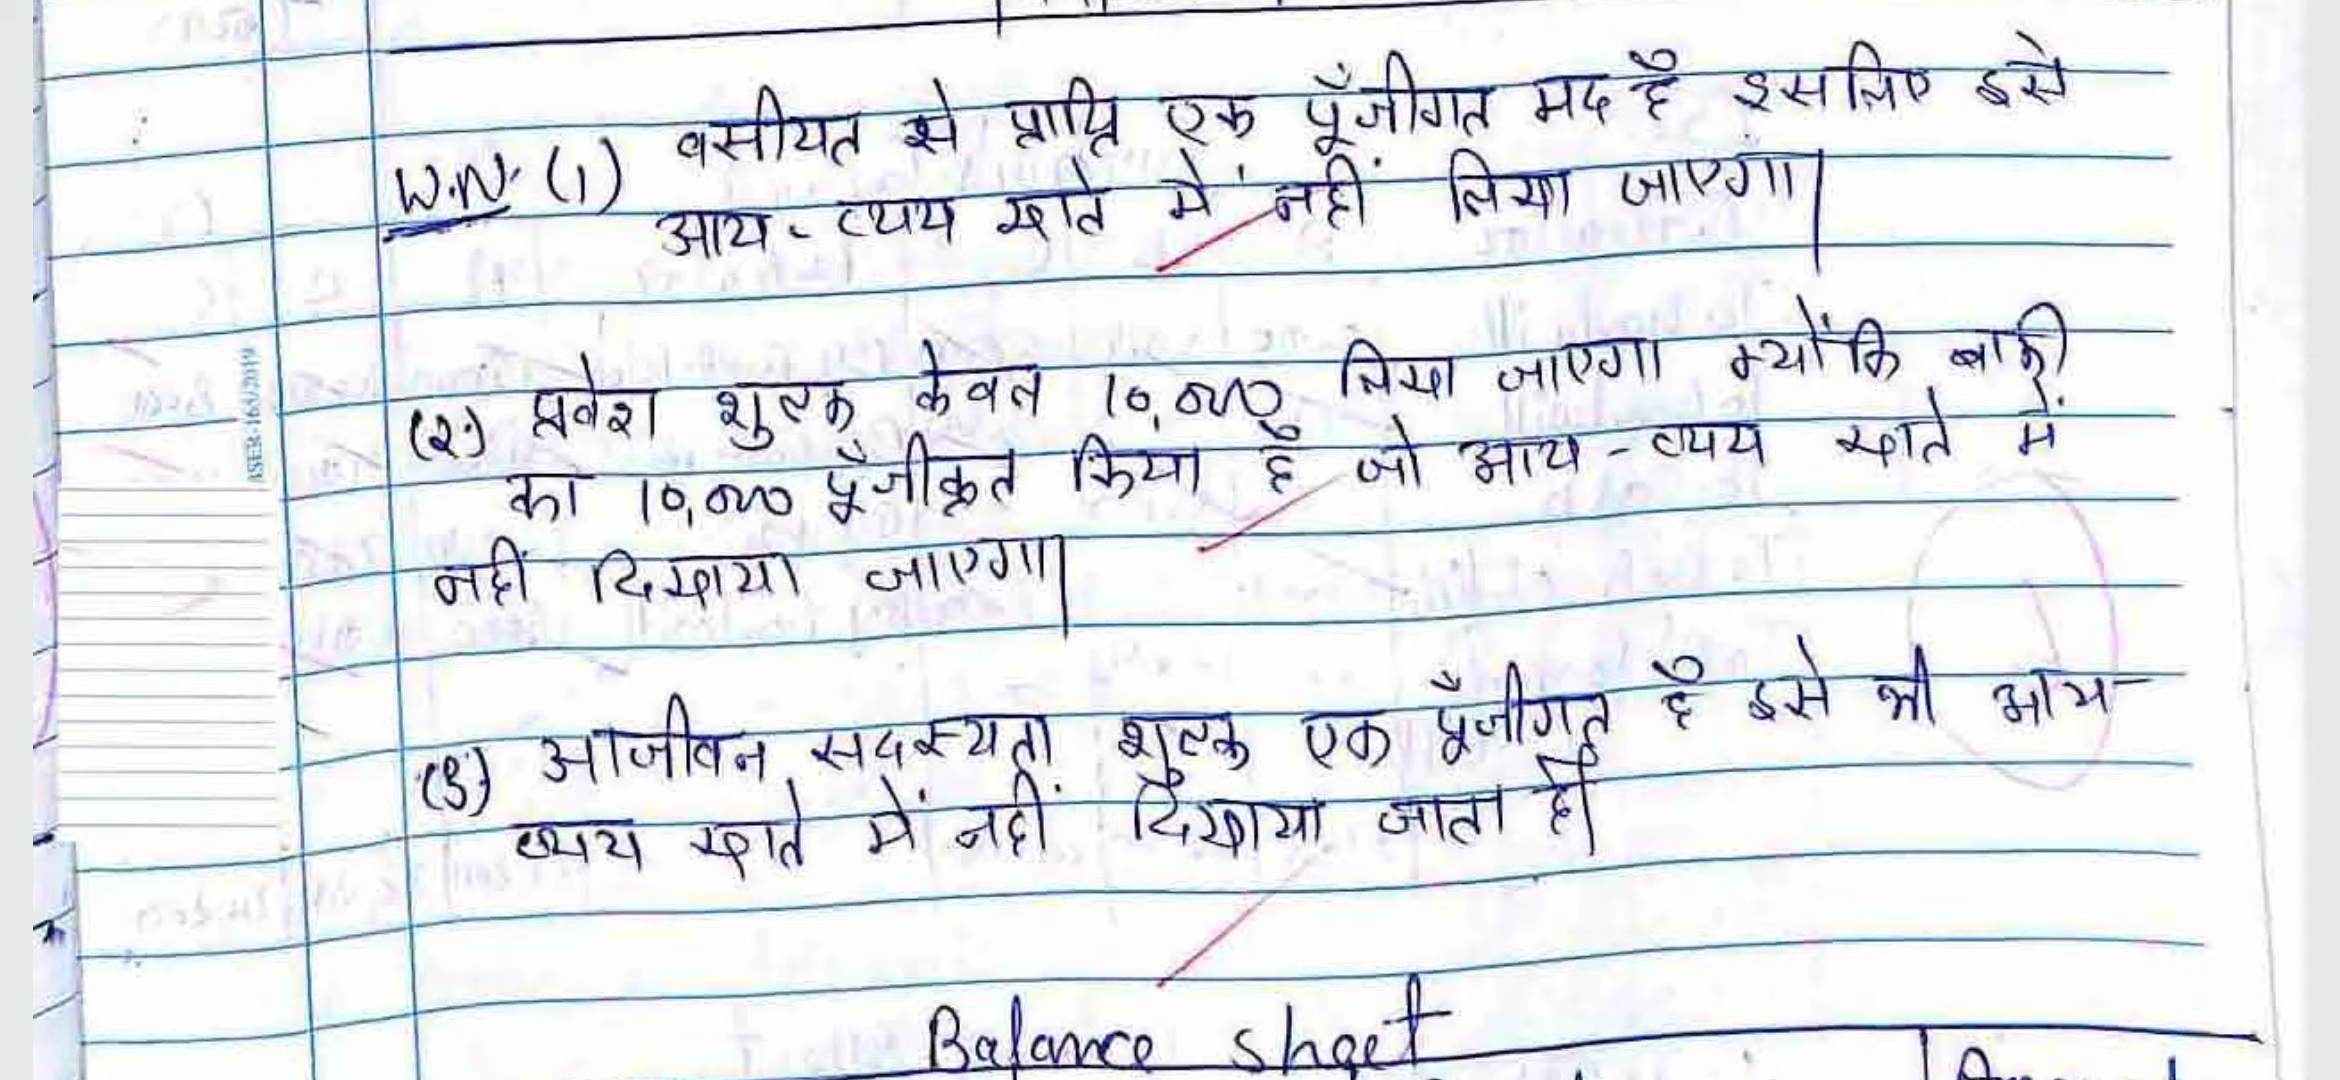 W.N. (1) वसीयत से प्राप्ति एक पूँजीगत मद है इसलिए इसे
आय-व्यय खाते में नहीं लिया जाएगा।
(2.) प्रवेश शुल्क केवल 10,000 लिया जाएगा क्योंकि बाकी
का 10,000 पूँजीकृत किया है जो आय-व्यय खाते में
नहीं दिखाया जाएगा।
(3) आजीवन सदस्यता शुल्क एक पूँजीगत है इसे भी आय-
व्यय खाते में नहीं दिखाया जाता है।
Balance sheet